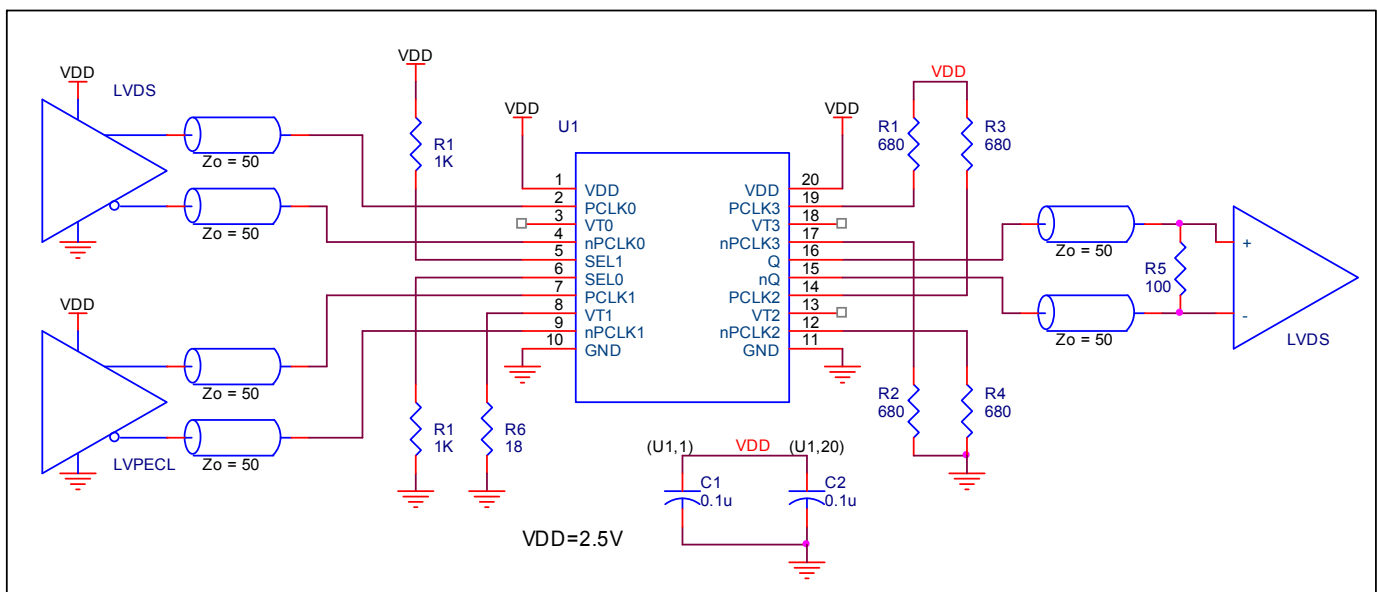 VDD
LVDS
Zo = 50
Zo = 50
VDD
LVPECL
Zo = 50
Zo = 50
VDD
R1
1K
R1
1K
R6
18
VDD
U1
1 VDD
2 PCLK0
3 VT0
4 nPCLK0
5 SEL1
6 SEL0
7 PCLK1
8 VT1
9 nPCLK1
10 GND
VDD
VDD 20
PCLK3 19
VT3 18
nPCLK3 17
Q 16
nQ 15
PCLK2 14
VT2 13
nPCLK2 12
GND 11
VDD
R1
680
R3
680
R2
680
R4
680
Zo = 50
Zo = 50
R5
100
+
-
LVDS
(U1,1) VDD (U1,20)
C1
0.1u
C2
0.1u
VDD=2.5V